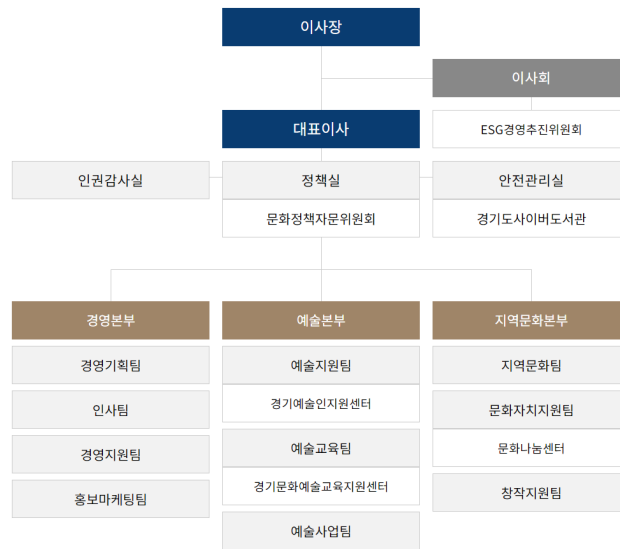 이사장
이사회
대표이사
ESG경영추진위원회
인권감사실
정책실
안전관리실
문화정책자문위원회
경기도사이버도서관
경영본부
예술본부
지역문화본부
경영기획팀
예술지원팀
지역문화팀
경기예술인지원센터
인사팀
문화자치지원팀
예술교육팀
문화나눔센터
경영지원팀
경기문화예술교육지원센터
창작지원팀
홍보마케팅팀
예술사업팀